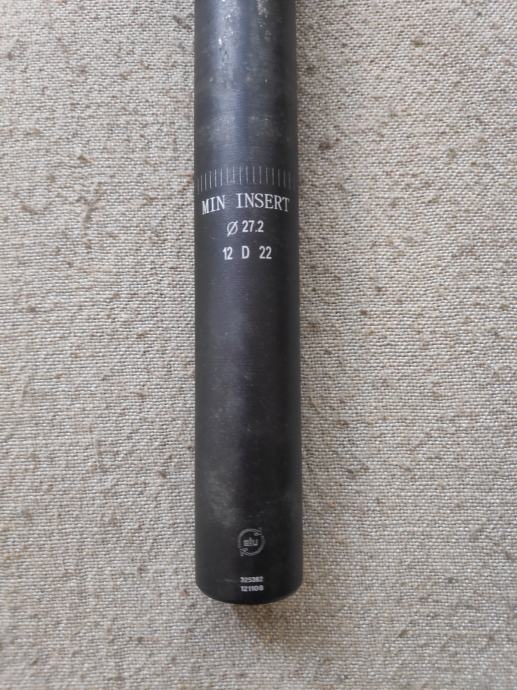 MIN INSERT
Ø 27.2
12 D 22
alu
325382
121108